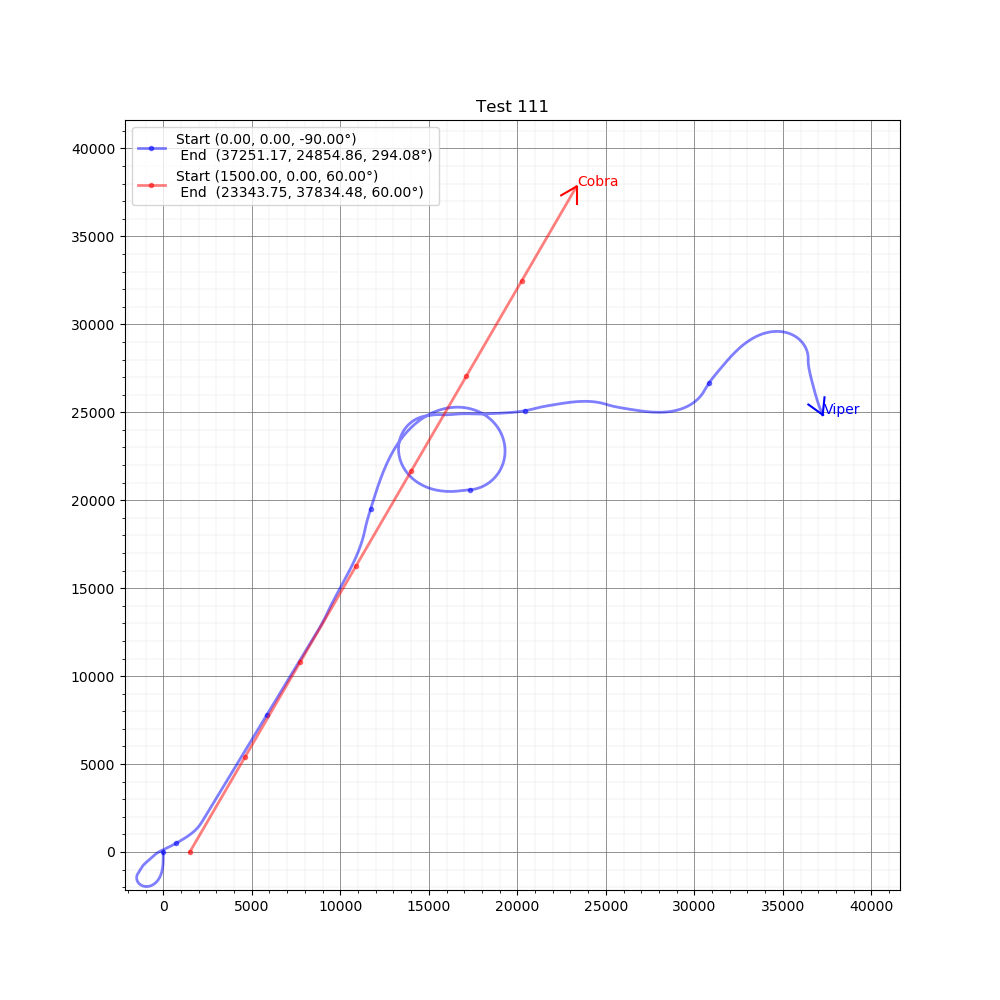 Test 111
Start (0.00, 0.00, -90.00°)
End (37251.17, 24854.86, 294.08°)
Start (1500.00, 0.00, 60.00°)
End (23343.75, 37834.48, 60.00°)
40000
35000
30000
25000
20000
15000
10000
5000
0
Cobra
Viper
0 5000 10000 15000 20000 25000 30000 35000 40000